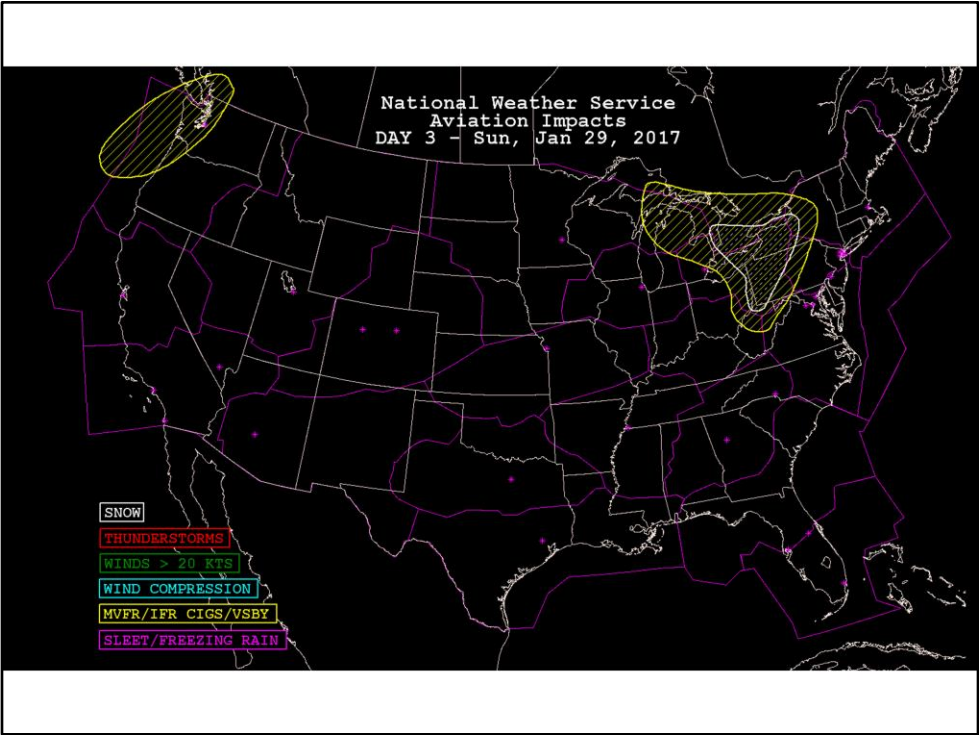 National Weather Service
Aviation Impacts
DAY 3 - Sun, Jan 29, 2017
SNOW
THUNDERSTORMS
WINDS > 20 KTS
WIND COMPRESSION
MVFR/IFR CIGS/VSBY
SLEET/FREEZING RAIN